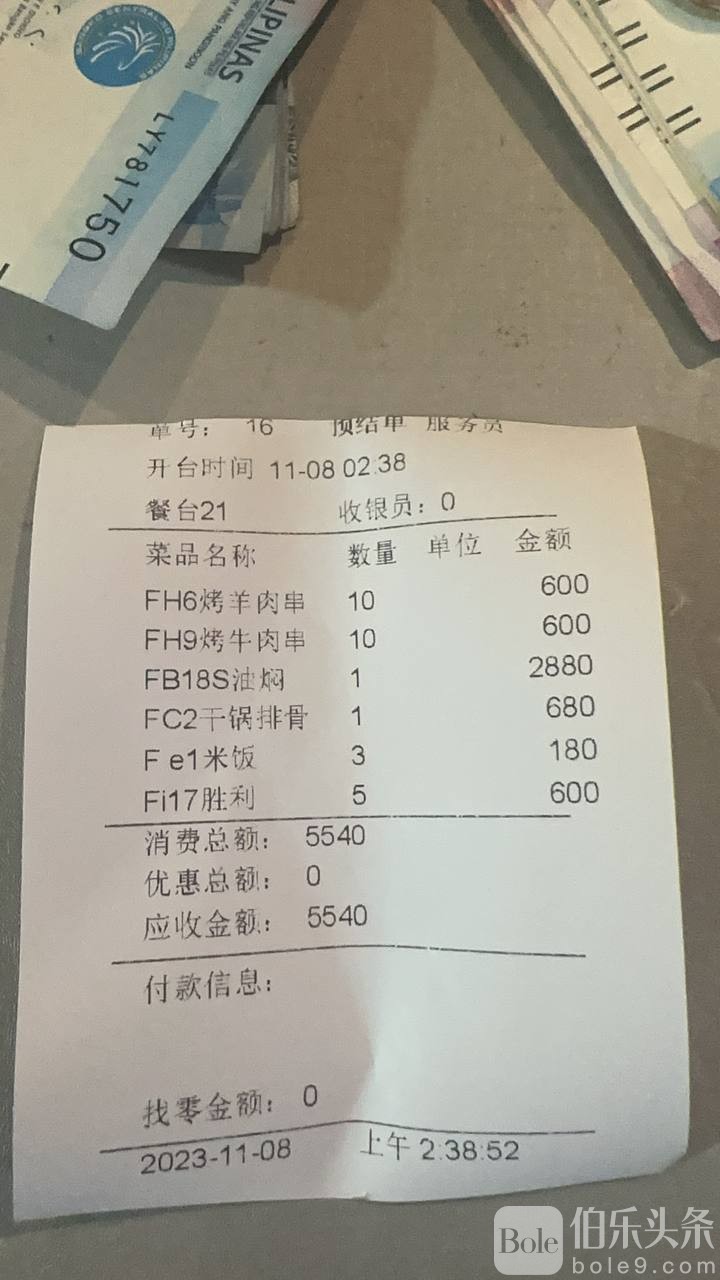 PILIPINAS
LY781750
单号： 16 预结单 服务员
开台时间 11-08 02:38
餐台21 收银员：0
菜品名称 数量 单位 金额
FH6烤羊肉串 10 600
FH9烤牛肉串 10 600
FB18S油焖 1 2880
FC2干锅排骨 1 680
F e1米饭 3 180
Fi17胜利 5 600
消费总额： 5540
优惠总额： 0
应收金额： 5540
付款信息：
找零金额： 0
2023-11-08 上午 2:38:52
Bole 伯乐头条
bole9.com